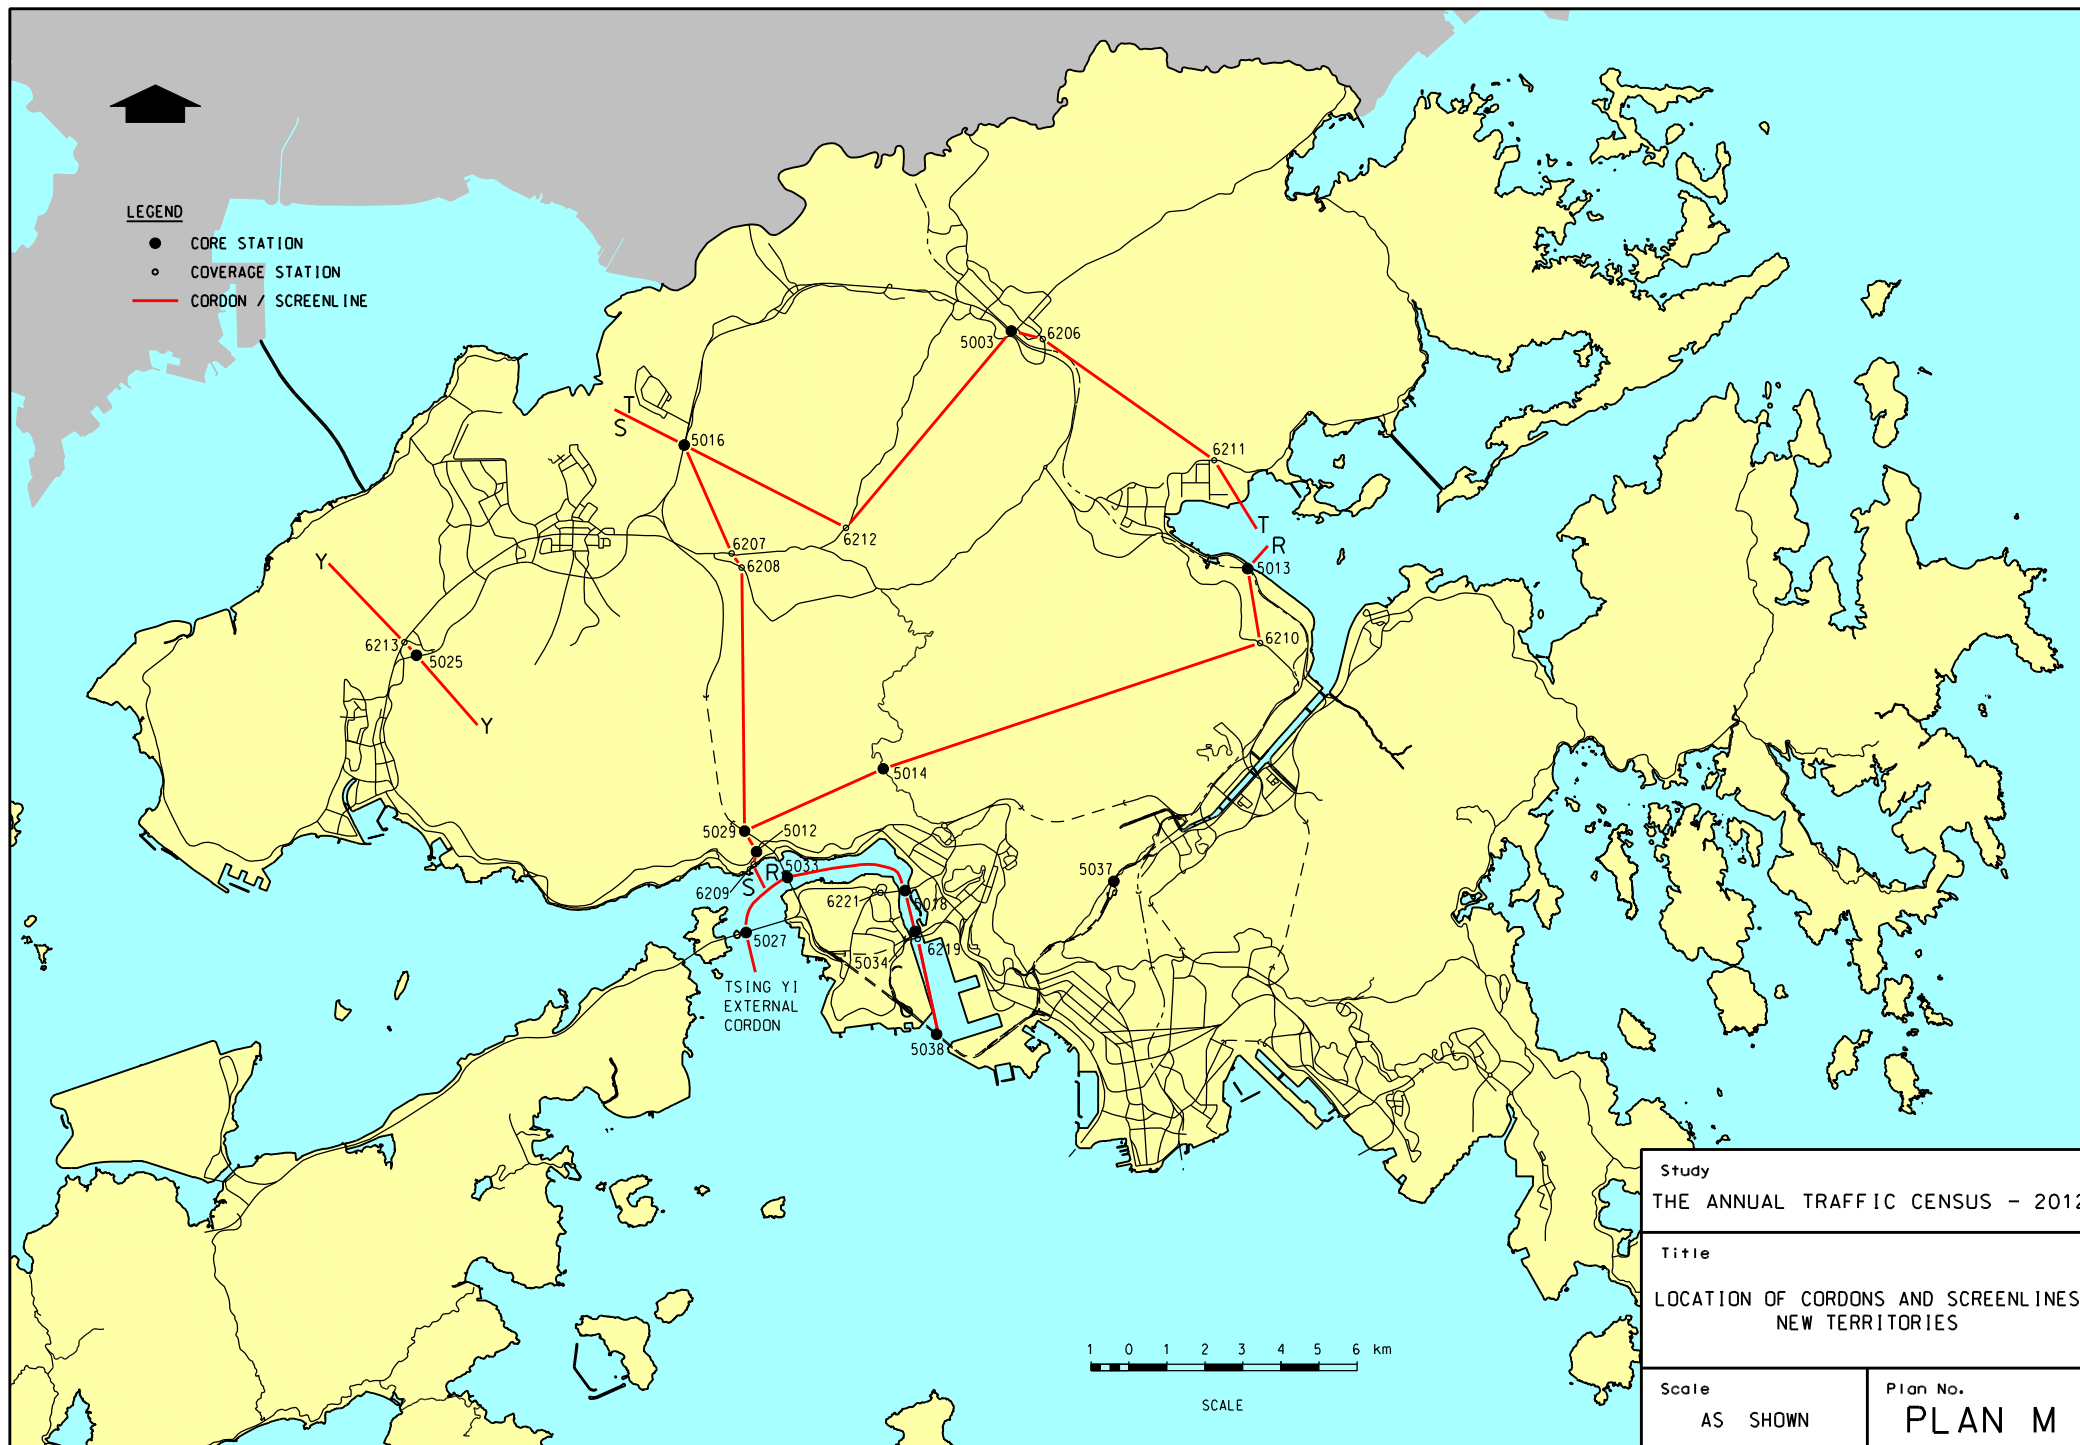 LEGEND
CORE STATION
COVERAGE STATION
CORDON / SCREENLINE
5003
6206
T
S
5016
6211
6212
T
R
6207
6208
5013
Y
6213
5025
6210
Y
5014
5029
5012
R
5033
S
6209
6221
5018
5037
5027
5034
6219
TSING YI
EXTERNAL
CORDON
5038
1 0 1 2 3 4 5 6 km
SCALE
Study
THE ANNUAL TRAFFIC CENSUS - 2012
Title
LOCATION OF CORDONS AND SCREENLINES
NEW TERRITORIES
Scale
AS SHOWN
Plan No.
PLAN M